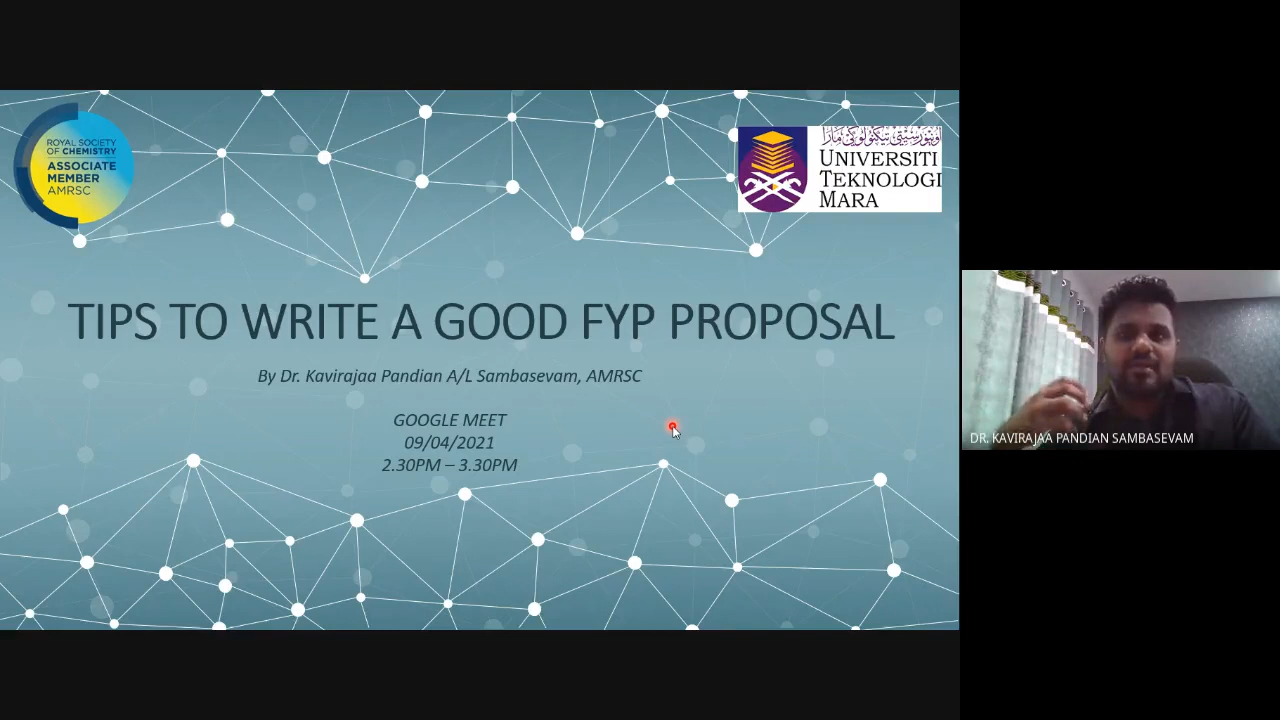 ROYAL SOCIETY
OF CHEMISTRY
ASSOCIATE
MEMBER
AMRSC
UNIVERSITI
TEKNOLOGI
MARA
TIPS TO WRITE A GOOD FYP PROPOSAL
By Dr. Kavirajaa Pandian A/L Sambasevam, AMRSC
GOOGLE MEET
09/04/2021
2.30PM – 3.30PM
DR. KAVIRAJAA PANDIAN SAMBASEVAM